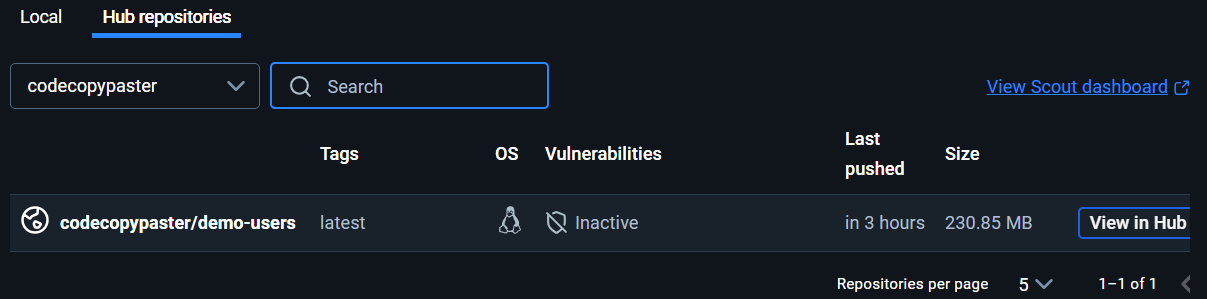 Local Hub repositories
codecopypaster Search View Scout dashboard
Tags OS Vulnerabilities Last pushed Size
codecopypaster/demo-users latest Inactive in 3 hours 230.85 MB View in Hub
Repositories per page 5 1–1 of 1